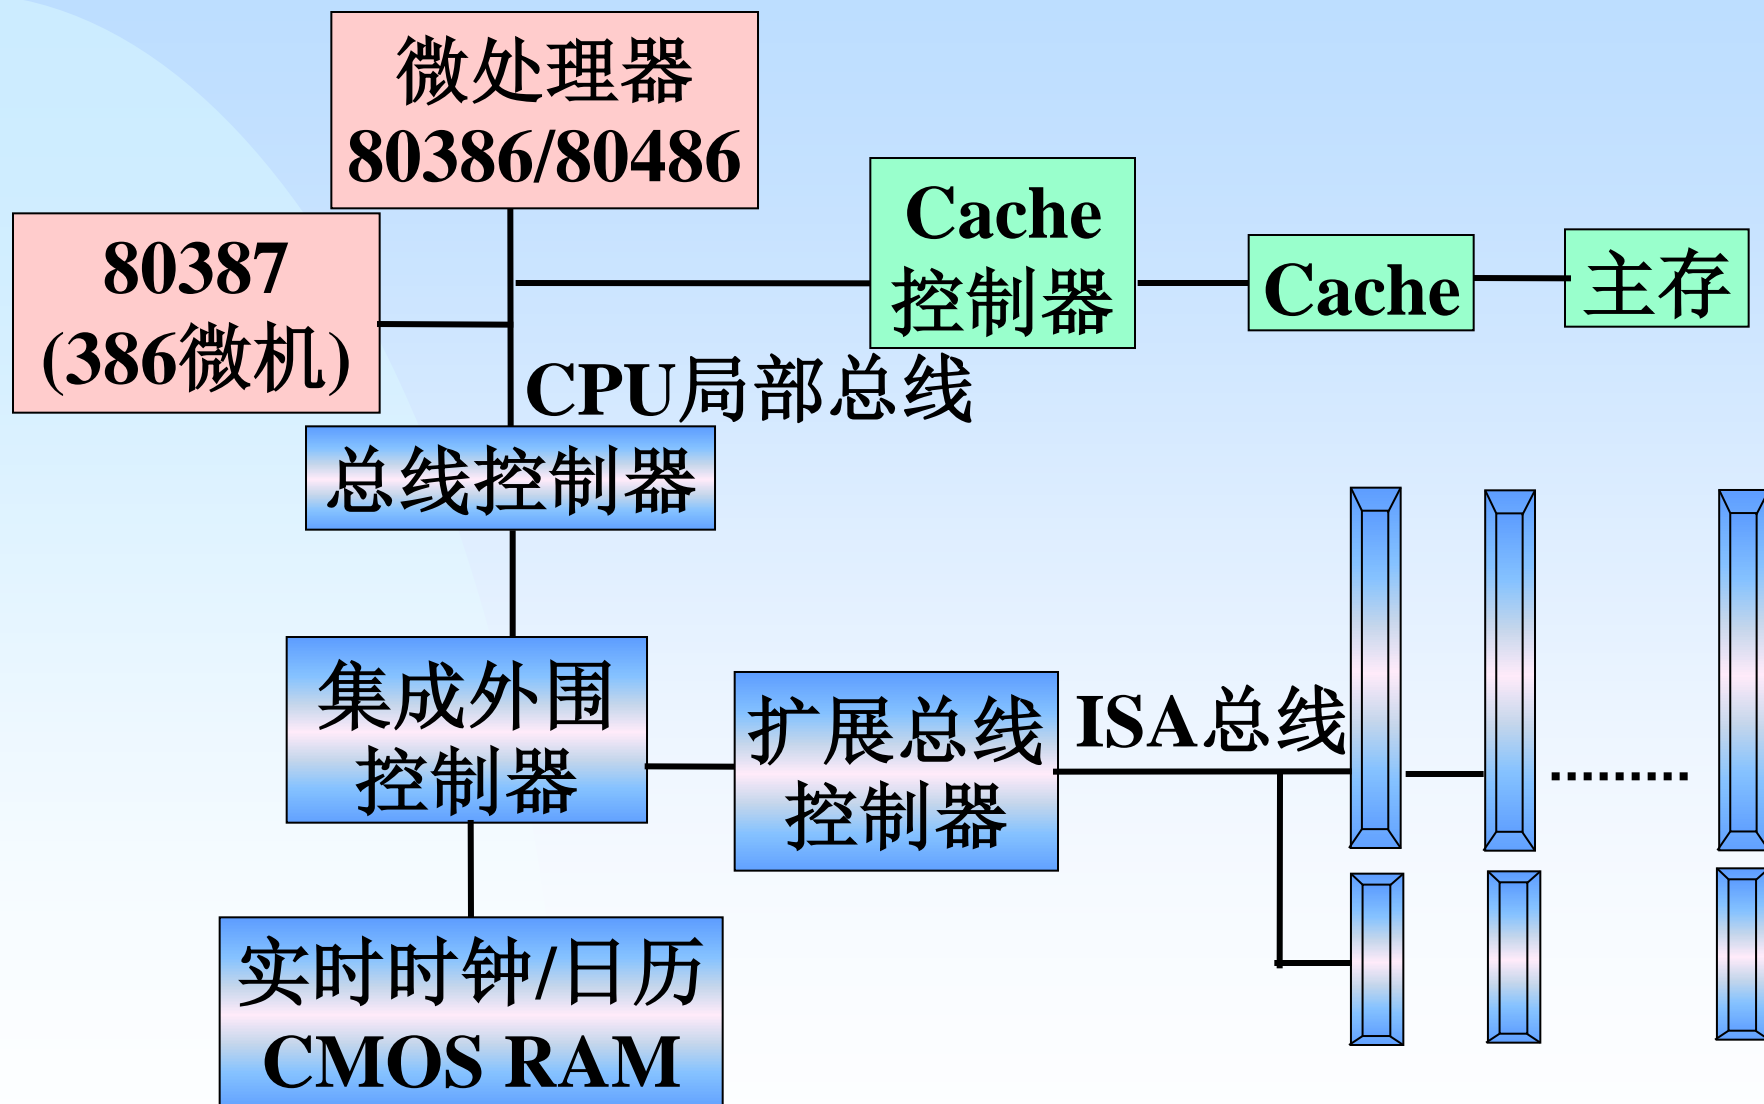 微处理器
80386/80486
80387
(386微机)
Cache
控制器
Cache
主存
CPU局部总线
总线控制器
集成外围
控制器
扩展总线
控制器
ISA总线
实时时钟/日历
CMOS RAM